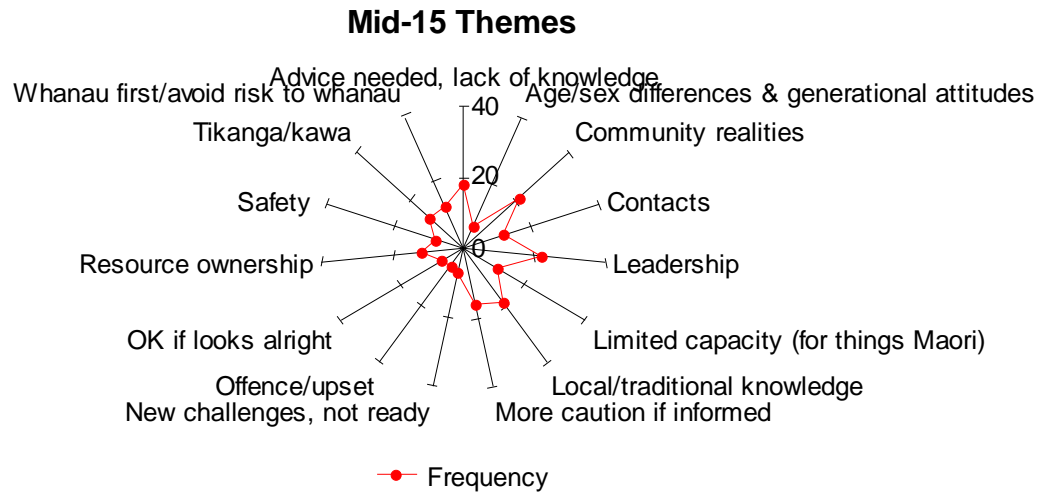 Mid-15 Themes
Advice needed, lack of knowledge
Whanau first/avoid risk to whanau
Age/sex differences & generational attitudes
40
Tikanga/kawa
Community realities
20
Safety
Contacts
0
Resource ownership
Leadership
OK if looks alright
Limited capacity (for things Maori)
Offence/upset
Local/traditional knowledge
New challenges, not ready
More caution if informed
Frequency